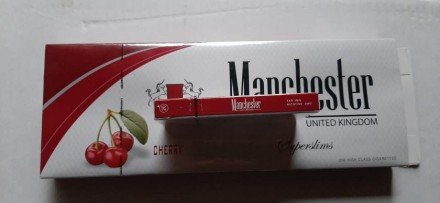 Manchester
Manchester
UNITED KINGDOM
CHERRY
Superslims